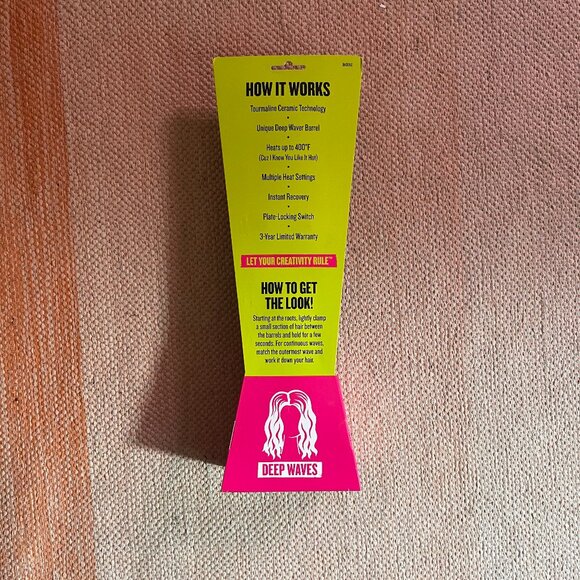 HOW IT WORKS
Tourmaline Ceramic Technology
•
Unique Deep Waver Barrel
•
Heats up to 400°F
(Cuz I Know You Like It Hot)
•
Multiple Heat Settings
•
Instant Recovery
•
Plate-Locking Switch
•
3-Year Limited Warranty
LET YOUR CREATIVITY RULE™
HOW TO GET
THE LOOK!
Starting at the roots, lightly clamp
a small section of hair between
the barrels and hold for a few
seconds. For continuous waves,
match the outermost wave and
work it down your hair.
DEEP WAVES